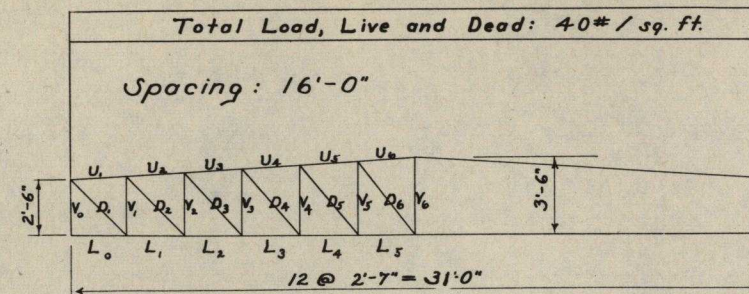 Total Load, Live and Dead: 40# / sq. ft.
Spacing: 16'-0"
U₁ U₂ U₃ U₄ U₅ U₆
2'-6" V₀ D₁ V₁ D₂ V₂ D₃ V₃ D₄ V₄ D₅ V₅ D₆ V₆ 3'-6"
L₀ L₁ L₂ L₃ L₄ L₅
12 @ 2'-7" = 31'-0"